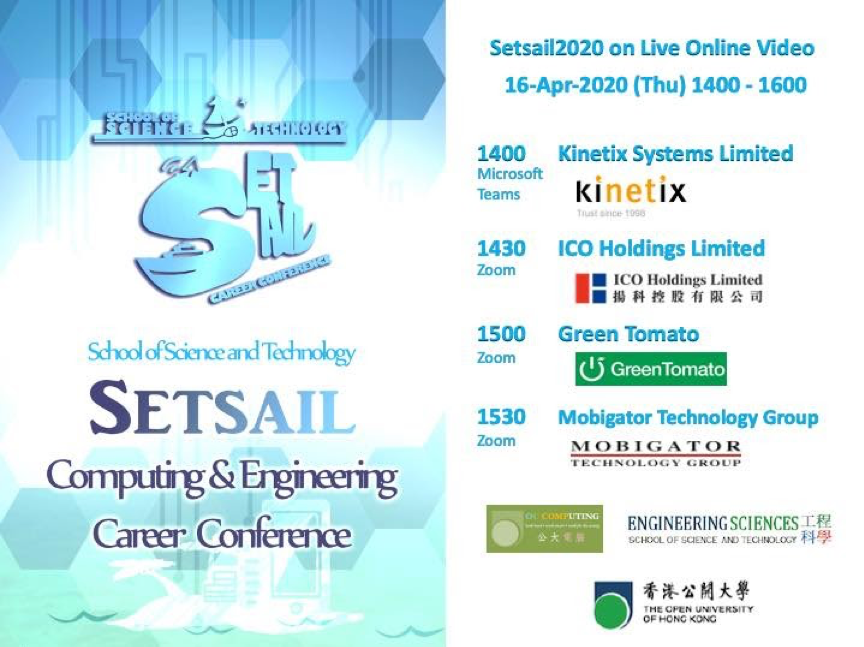 SCHOOL OF
SCIENCE TECHNOLOGY
SET
SAIL
CAREER CONFERENCE
School of Science and Technology
SETSAIL
Computing & Engineering
Career Conference
Setsail2020 on Live Online Video
16-Apr-2020 (Thu) 1400 - 1600
1400 Kinetix Systems Limited
Microsoft
Teams
kinetix
Trust since 1998
1430 ICO Holdings Limited
Zoom
ICO Holdings Limited
揚科控股有限公司
1500 Green Tomato
Zoom
GreenTomato
1530 Mobigator Technology Group
Zoom
MOBIGATOR
TECHNOLOGY GROUP
OU COMPUTING
公大電腦
ENGINEERING SCIENCES 工程
SCHOOL OF SCIENCE AND TECHNOLOGY 科學
香港公開大學
THE OPEN UNIVERSITY
OF HONG KONG